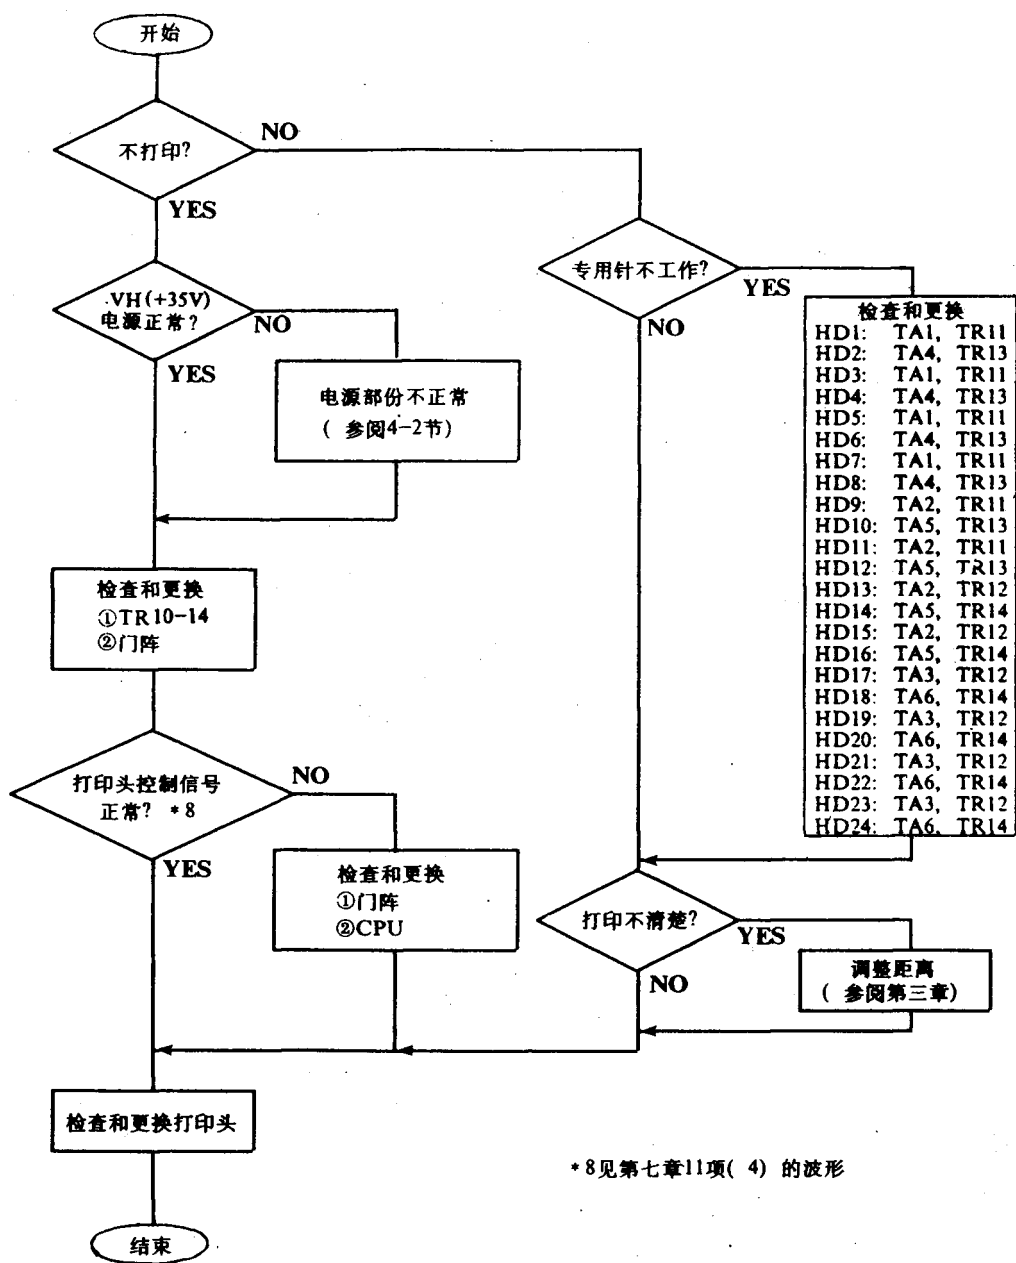 开始
不打印?
NO
YES
VH(+35V)
电源正常?
NO
YES
电源部份不正常
( 参阅4-2节)
检查和更换
①TR10-14
②门阵
打印头控制信号
正常? *8
NO
YES
检查和更换
①门阵
②CPU
专用针不工作?
YES
NO
检查和更换
HD1: TA1, TR11
HD2: TA4, TR13
HD3: TA1, TR11
HD4: TA4, TR13
HD5: TA1, TR11
HD6: TA4, TR13
HD7: TA1, TR11
HD8: TA4, TR13
HD9: TA2, TR11
HD10: TA5, TR13
HD11: TA2, TR11
HD12: TA5, TR13
HD13: TA2, TR12
HD14: TA5, TR14
HD15: TA2, TR12
HD16: TA5, TR14
HD17: TA3, TR12
HD18: TA6, TR14
HD19: TA3, TR12
HD20: TA6, TR14
HD21: TA3, TR12
HD22: TA6, TR14
HD23: TA3, TR12
HD24: TA6, TR14
打印不清楚?
YES
NO
调整距离
( 参阅第三章)
检查和更换打印头
结束
*8见第七章11项( 4) 的波形